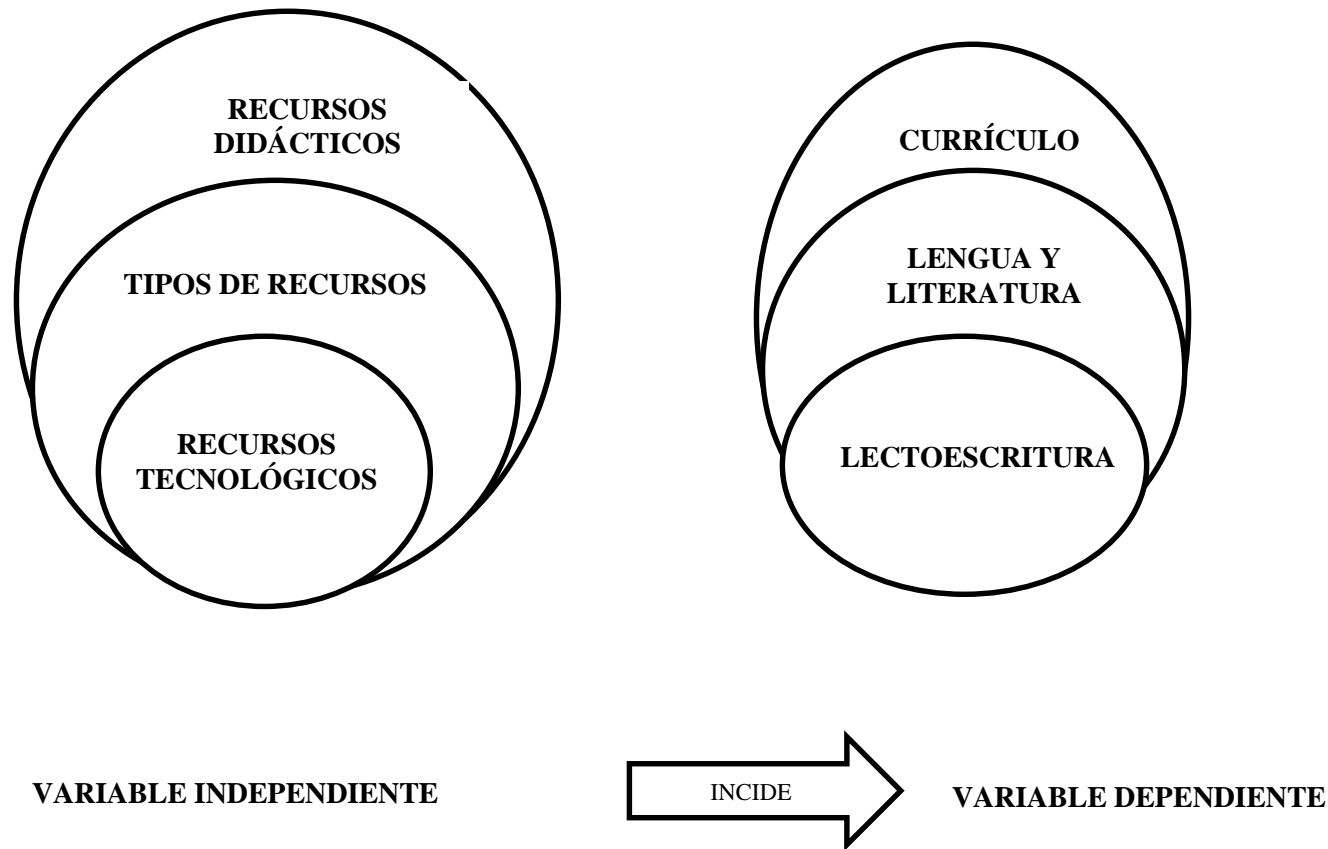 RECURSOS
DIDÁCTICOS
TIPOS DE RECURSOS
RECURSOS
TECNOLÓGICOS
CURRÍCULO
LENGUA Y
LITERATURA
LECTOESCRITURA
VARIABLE INDEPENDIENTE
INCIDE
VARIABLE DEPENDIENTE